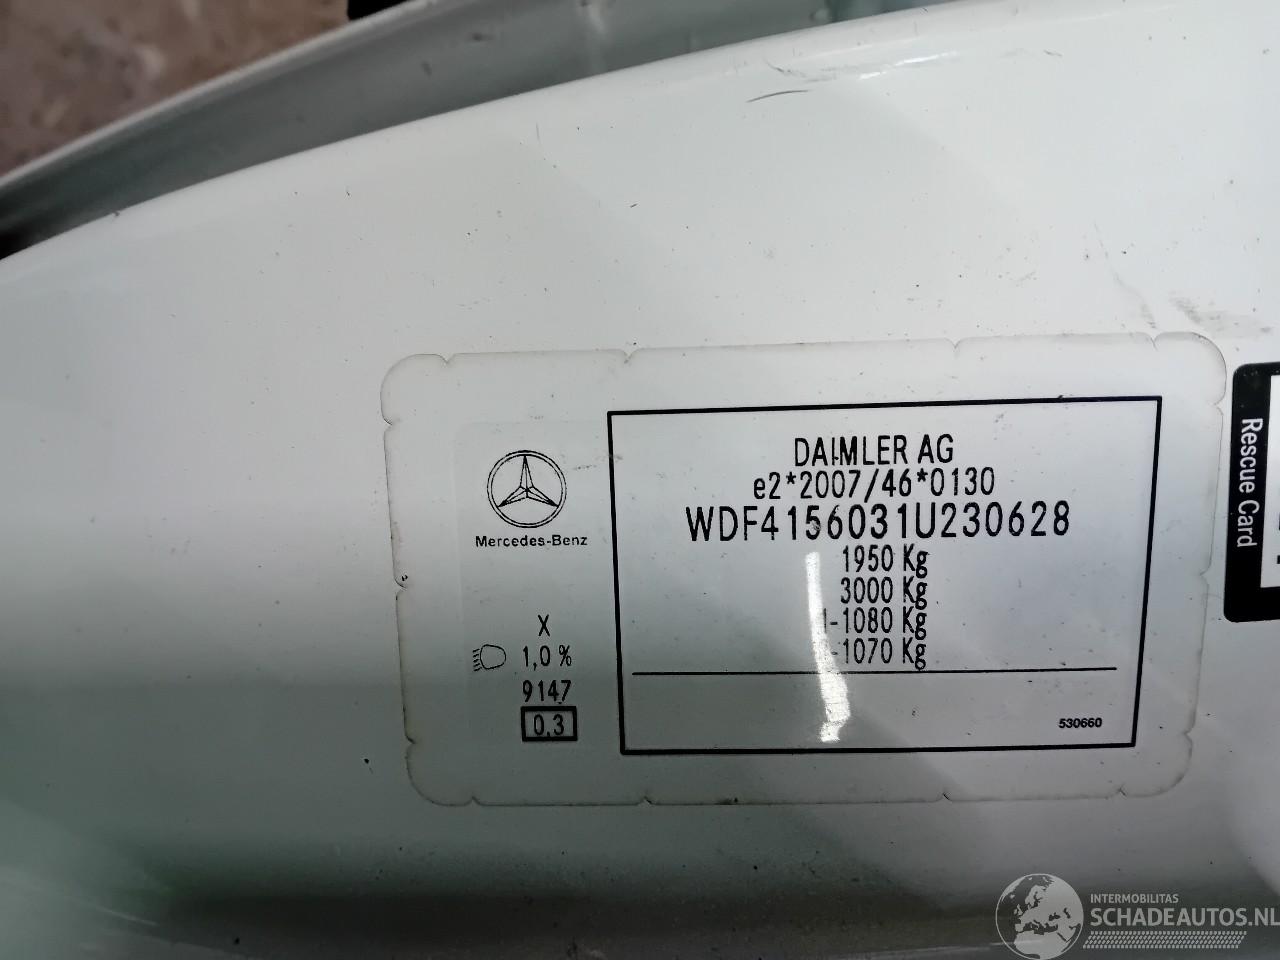 DAIMLER AG
e2*2007/46*0130
WDF4156031U230628
1950 Kg
3000 Kg
1-1080 Kg
-1070 Kg
530660
Mercedes-Benz
X
1,0 %
9147
0.3
Rescue Card
INTERMOBILITAS
SCHADEAUTOS.NL